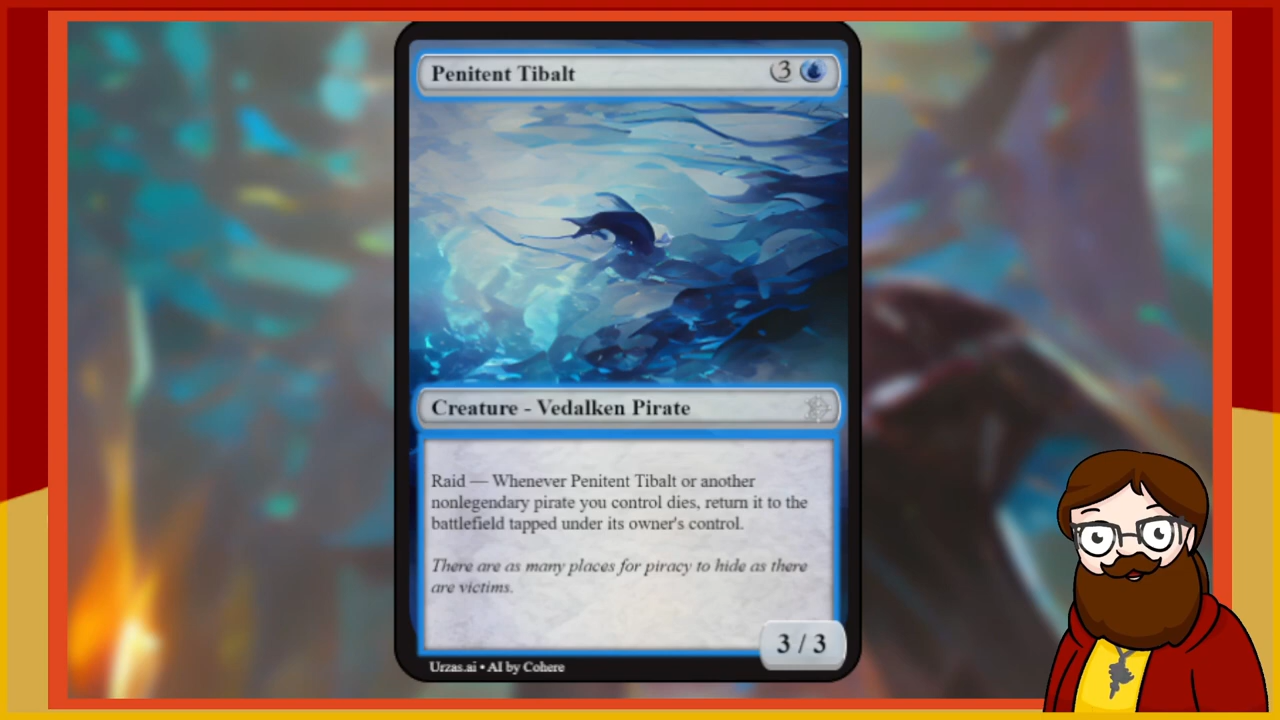 Penitent Tibalt 3
Creature - Vedalken Pirate
Raid — Whenever Penitent Tibalt or another
nonlegendary pirate you control dies, return it to the
battlefield tapped under its owner's control.
There are as many places for piracy to hide as there
are victims.
3 / 3
Urzas.ai • AI by Cohere